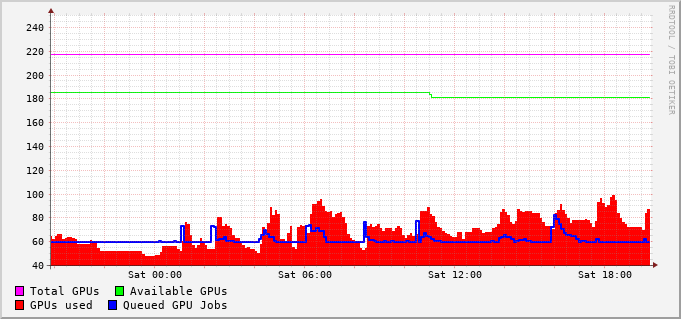 RRDTOOL / TOBI OETIKER
240
220
200
180
160
140
120
100
80
60
40
Sat 00:00 Sat 06:00 Sat 12:00 Sat 18:00
Total GPUs Available GPUs
GPUs used Queued GPU Jobs